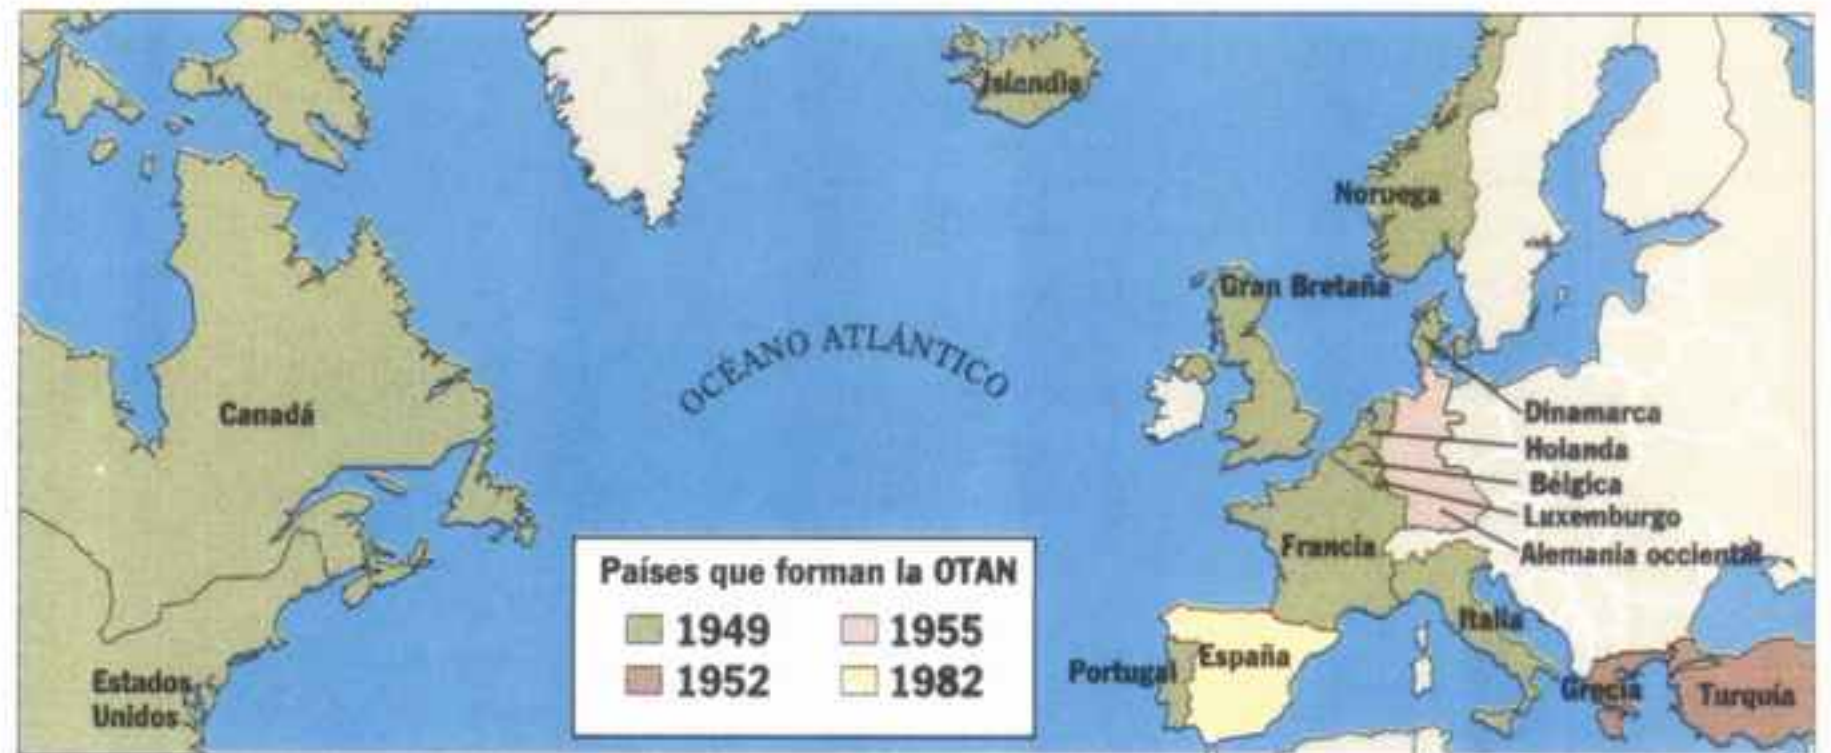 Islandia
Noruega
Gran Bretaña
OCÉANO ATLÁNTICO
Canadá
Dinamarca
Holanda
Bélgica
Luxemburgo
Alemania occiental
Francia
Italia
Países que forman la OTAN
1949
1955
1952
1982
Portugal
España
Grecia
Turquía
Estados
Unidos